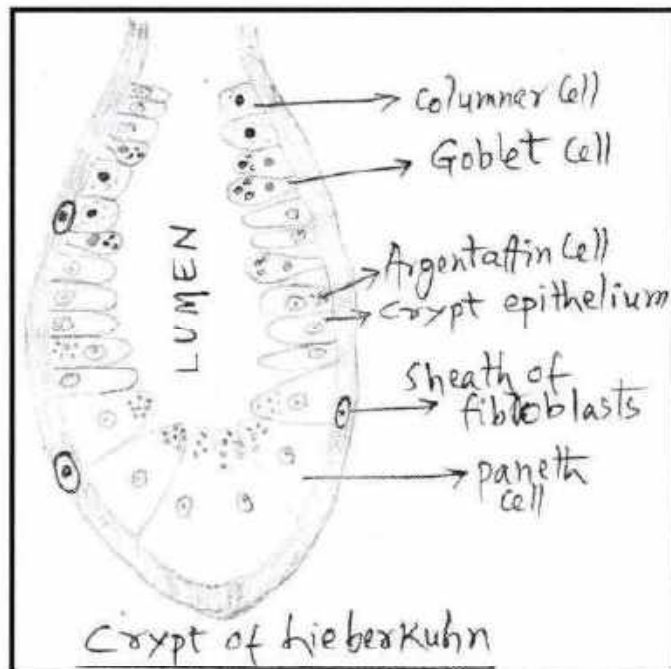 Columner Cell
Goblet Cell
LUMEN
Argentaffin Cell
Crypt epithelium
Sheath of
fibroblasts
paneth
cell
Crypt of Lieberkuhn